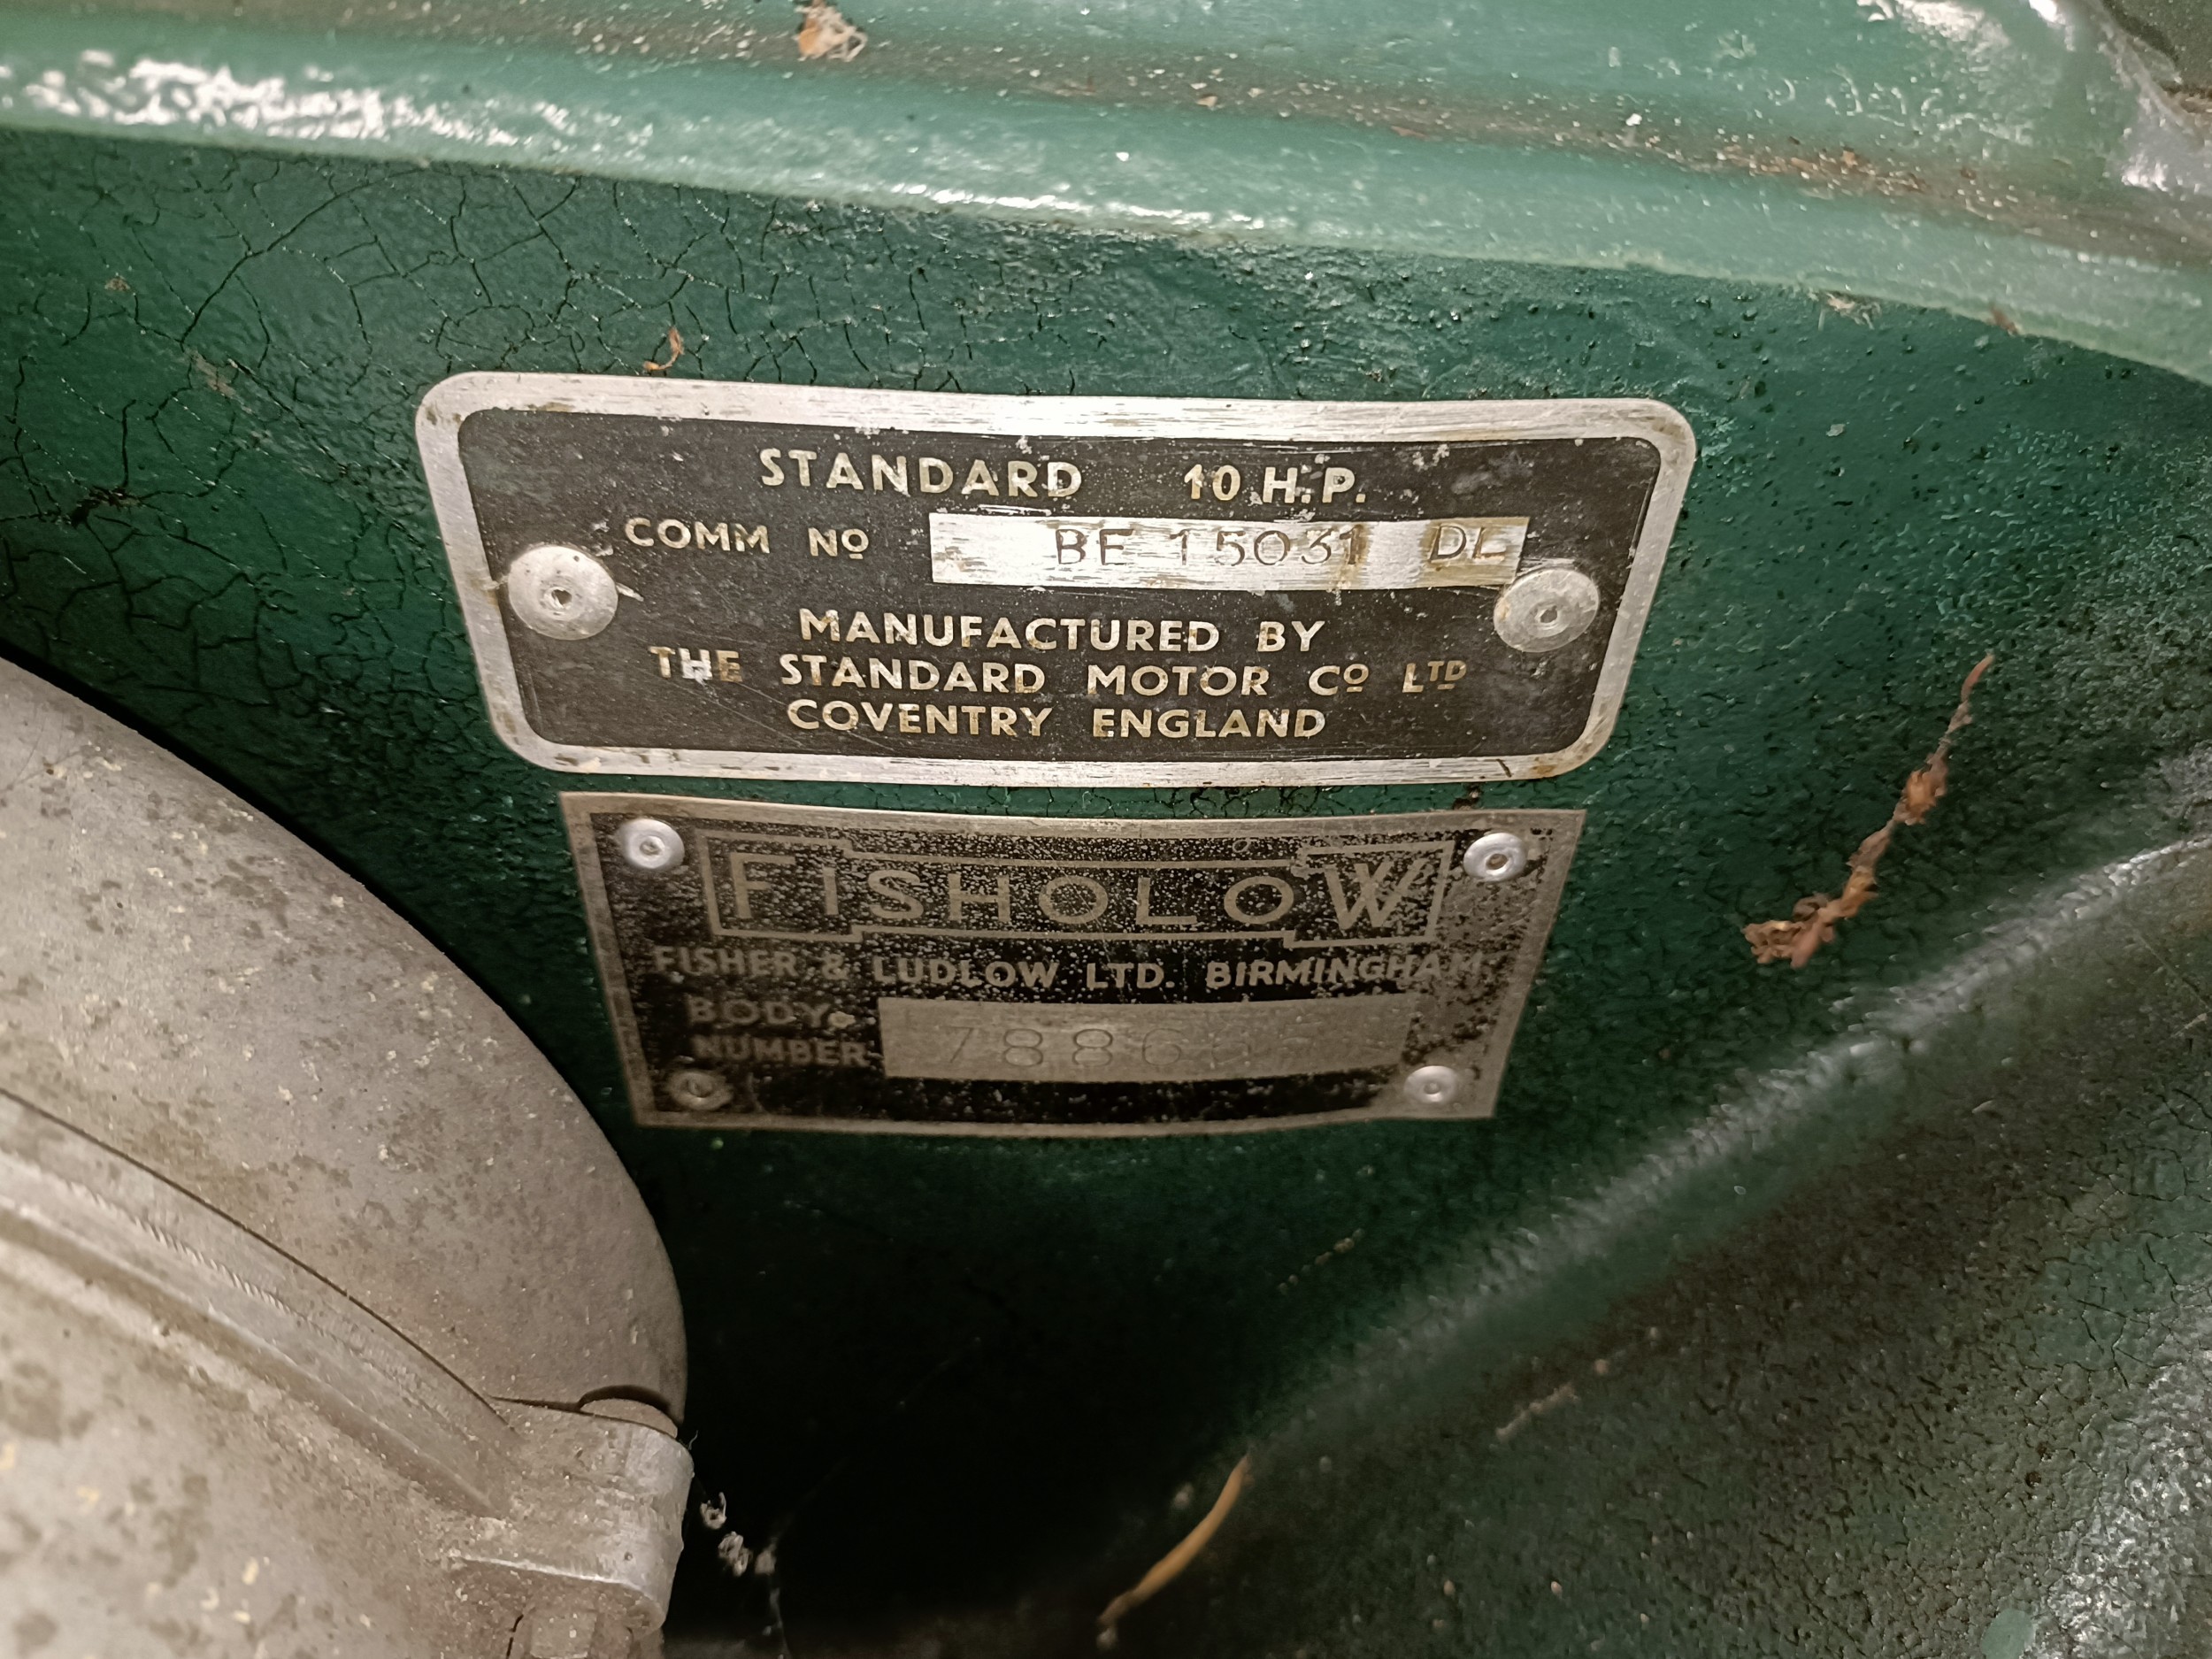 STANDARD 10 H.P.
COMM Nº BE 15031 DL
MANUFACTURED BY
THE STANDARD MOTOR Cº LTD
COVENTRY ENGLAND
FISHOLOW
FISHER & LUDLOW LTD. BIRMINGHAM
BODY
NUMBER